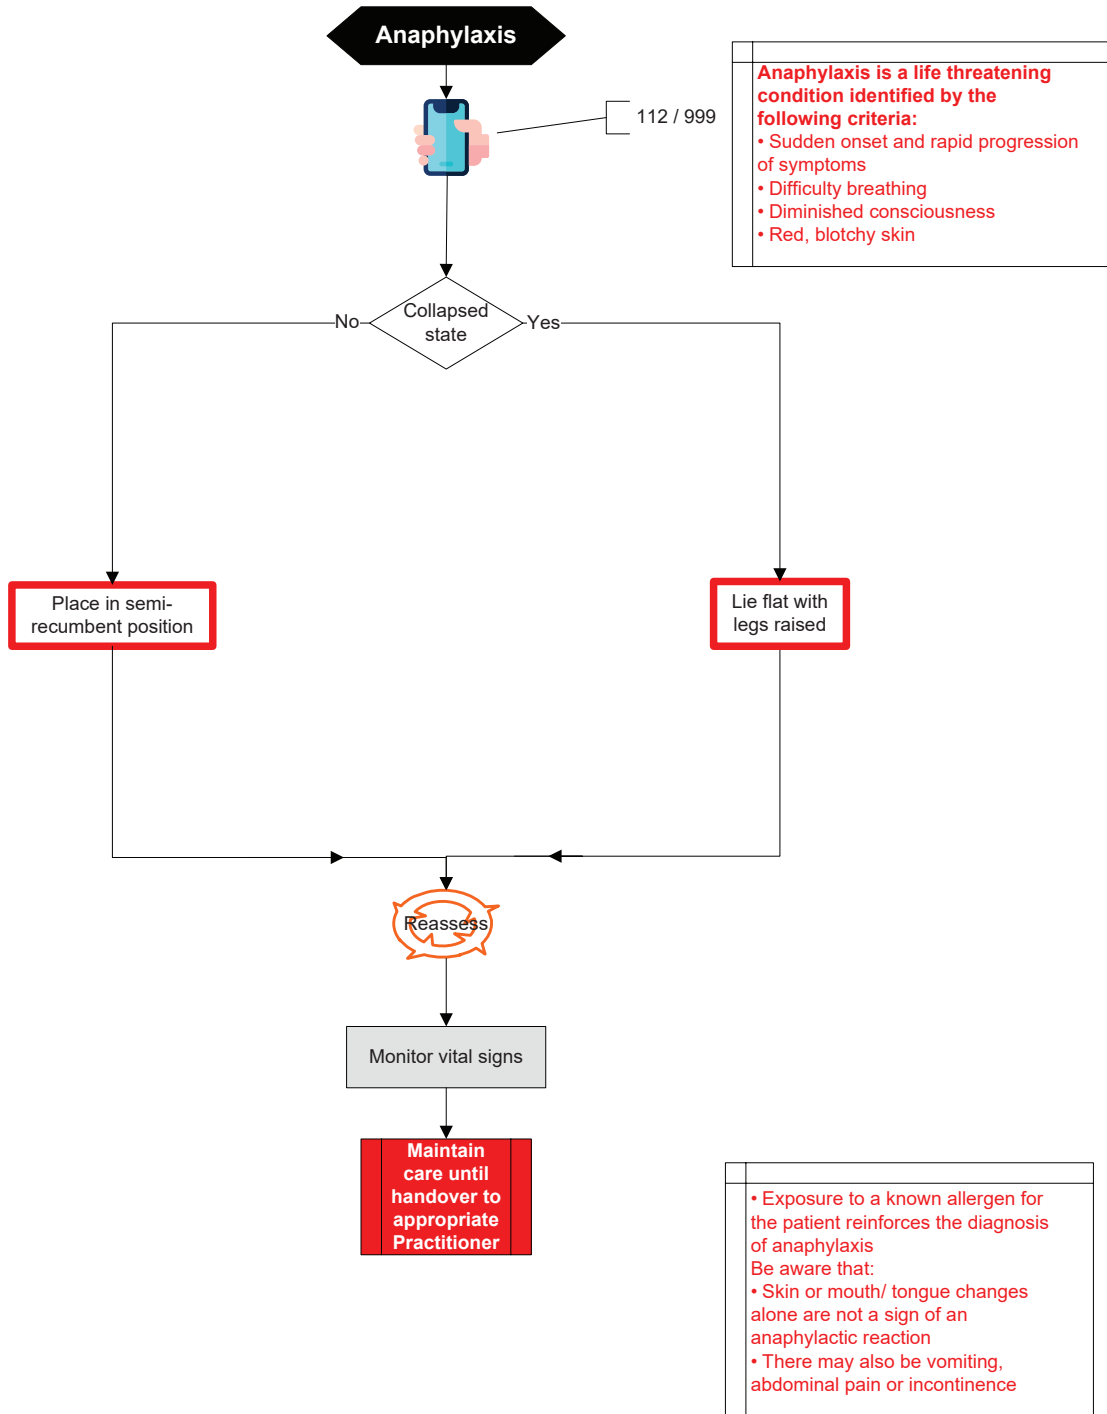 Anaphylaxis
112 / 999
Anaphylaxis is a life threatening
condition identified by the
following criteria:
• Sudden onset and rapid progression
of symptoms
• Difficulty breathing
• Diminished consciousness
• Red, blotchy skin
Collapsed
state
No
Yes
Place in semi-
recumbent position
Lie flat with
legs raised
Reassess
Monitor vital signs
Maintain
care until
handover to
appropriate
Practitioner
• Exposure to a known allergen for
the patient reinforces the diagnosis
of anaphylaxis
Be aware that:
• Skin or mouth/ tongue changes
alone are not a sign of an
anaphylactic reaction
• There may also be vomiting,
abdominal pain or incontinence